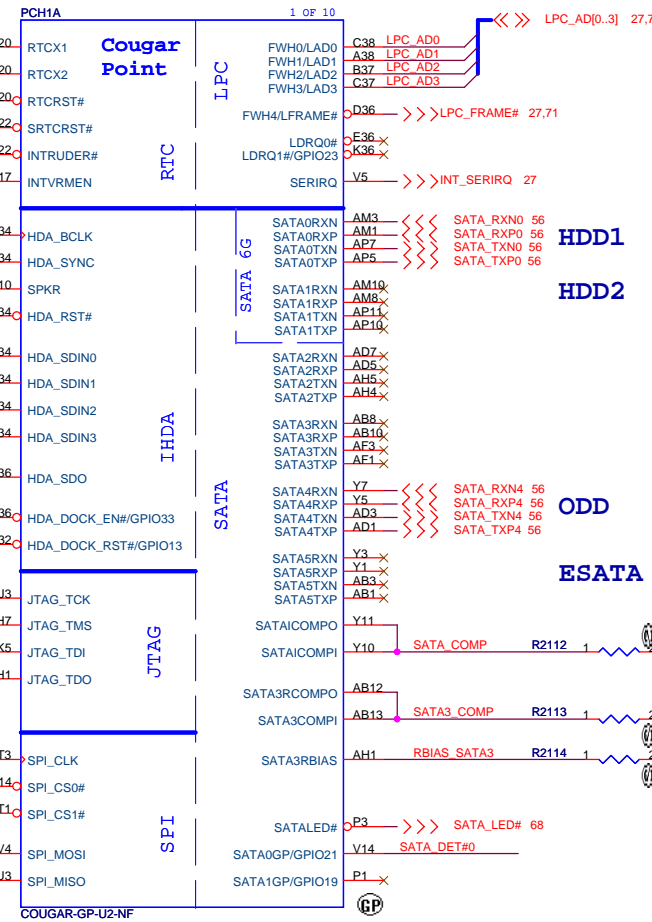 PCH1A 1 OF 10
Cougar
Point
LPC
RTC
RTCX1
RTCX2
RTCRST#
SRTCRST#
INTRUDER#
INTVRMEN
FWH0/LAD0 C38 LPC_AD0
FWH1/LAD1 A38 LPC_AD1
FWH2/LAD2 B37 LPC_AD2
FWH3/LAD3 C37 LPC_AD3
LPC_AD[0..3]
FWH4/LFRAME# D36 LPC_FRAME# 27,71
LDRQ0# E36
LDRQ1#/GPIO23 K36
SERIRQ V5 INT_SERIRQ 27
IHDA
HDA_BCLK
HDA_SYNC
SPKR
HDA_RST#
HDA_SDIN0
HDA_SDIN1
HDA_SDIN2
HDA_SDIN3
HDA_SDO
HDA_DOCK_EN#/GPIO33
HDA_DOCK_RST#/GPIO13
SATA 6G
SATA
SATA0RXN AM3 SATA_RXN0 56
SATA0RXP AM1 SATA_RXP0 56
SATA0TXN AP7 SATA_TXN0 56
SATA0TXP AP5 SATA_TXP0 56
HDD1
SATA1RXN AM10
SATA1RXP AM8
SATA1TXN AP11
SATA1TXP AP10
HDD2
SATA2RXN AD7
SATA2RXP AD5
SATA2TXN AH5
SATA2TXP AH4
SATA3RXN AB8
SATA3RXP AB10
SATA3TXN AF3
SATA3TXP AF1
SATA4RXN Y7 SATA_RXN4 56
SATA4RXP Y5 SATA_RXP4 56
SATA4TXN AD3 SATA_TXN4 56
SATA4TXP AD1 SATA_TXP4 56
ODD
SATA5RXN Y3
SATA5RXP Y1
SATA5TXN AB3
SATA5TXP AB1
ESATA
JTAG
JTAG_TCK
JTAG_TMS
JTAG_TDI
JTAG_TDO
SATAICOMPO Y11
SATAICOMPI Y10 SATA_COMP R2112 1
SATA3RCOMPO AB12
SATA3COMPI AB13 SATA3_COMP R2113 1
SATA3RBIAS AH1 RBIAS_SATA3 R2114 1
SPI
SPI_CLK
SPI_CS0#
SPI_CS1#
SPI_MOSI
SPI_MISO
SATALED# P3 SATA_LED# 68
SATA0GP/GPIO21 V14 SATA_DET#0
SATA1GP/GPIO19 P1
GP
COUGAR-GP-U2-NF